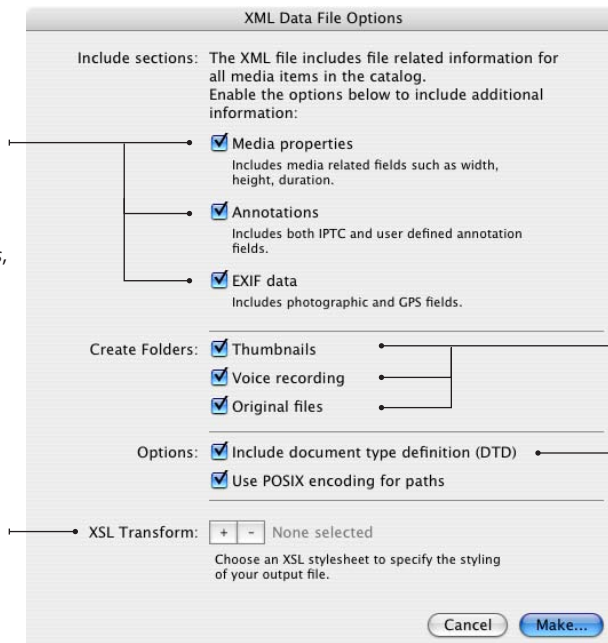 XML Data File Options
Include sections: The XML file includes file related information for
all media items in the catalog.
Enable the options below to include additional
information:
Media properties
Includes media related fields such as width,
height, duration.
Annotations
Includes both IPTC and user defined annotation
fields.
EXIF data
Includes photographic and GPS fields.
Create Folders: Thumbnails
Voice recording
Original files
Options: Include document type definition (DTD)
Use POSIX encoding for paths
XSL Transform: + - None selected
Choose an XSL stylesheet to specify the styling
of your output file.
Cancel Make...